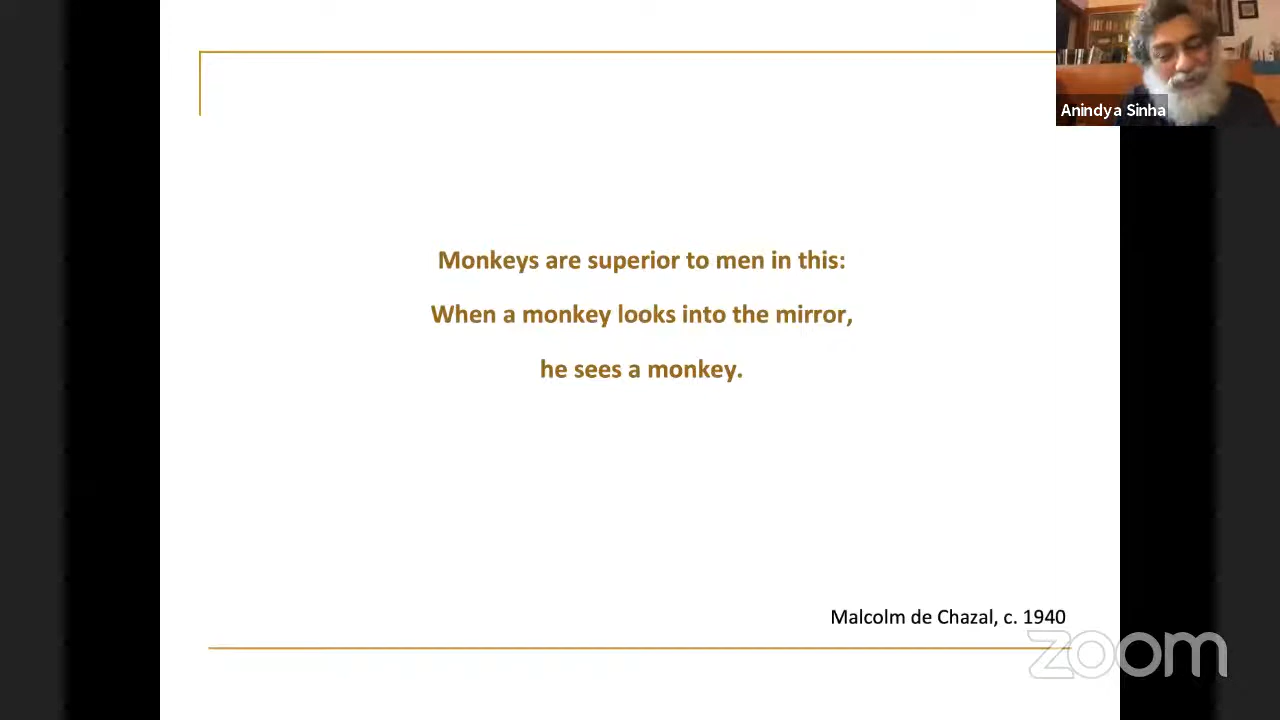 Anindya Sinha
Monkeys are superior to men in this:
When a monkey looks into the mirror,
he sees a monkey.
Malcolm de Chazal, c. 1940
zoom